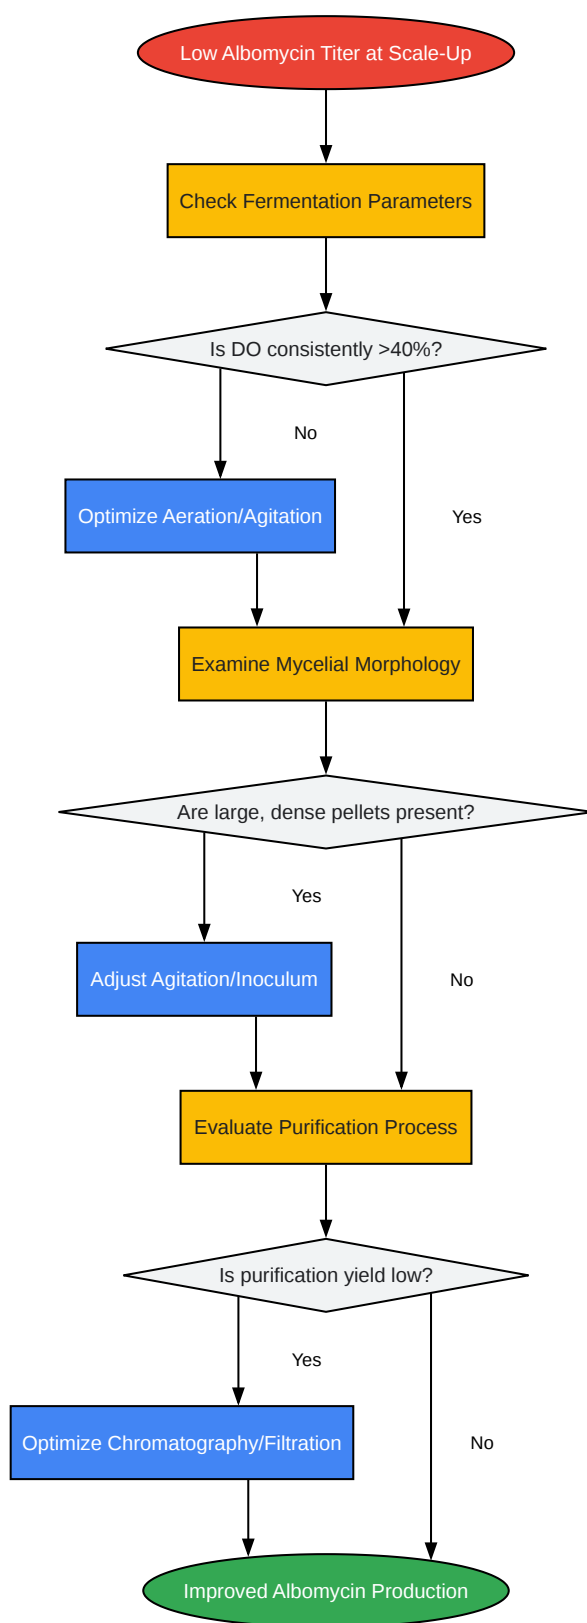 Low Albomycin Titer at Scale-Up
Check Fermentation Parameters
Is DO consistently >40%?
No
Optimize Aeration/Agitation
Yes
Examine Mycelial Morphology
Are large, dense pellets present?
Yes
Adjust Agitation/Inoculum
No
Evaluate Purification Process
Is purification yield low?
Yes
Optimize Chromatography/Filtration
No
Improved Albomycin Production